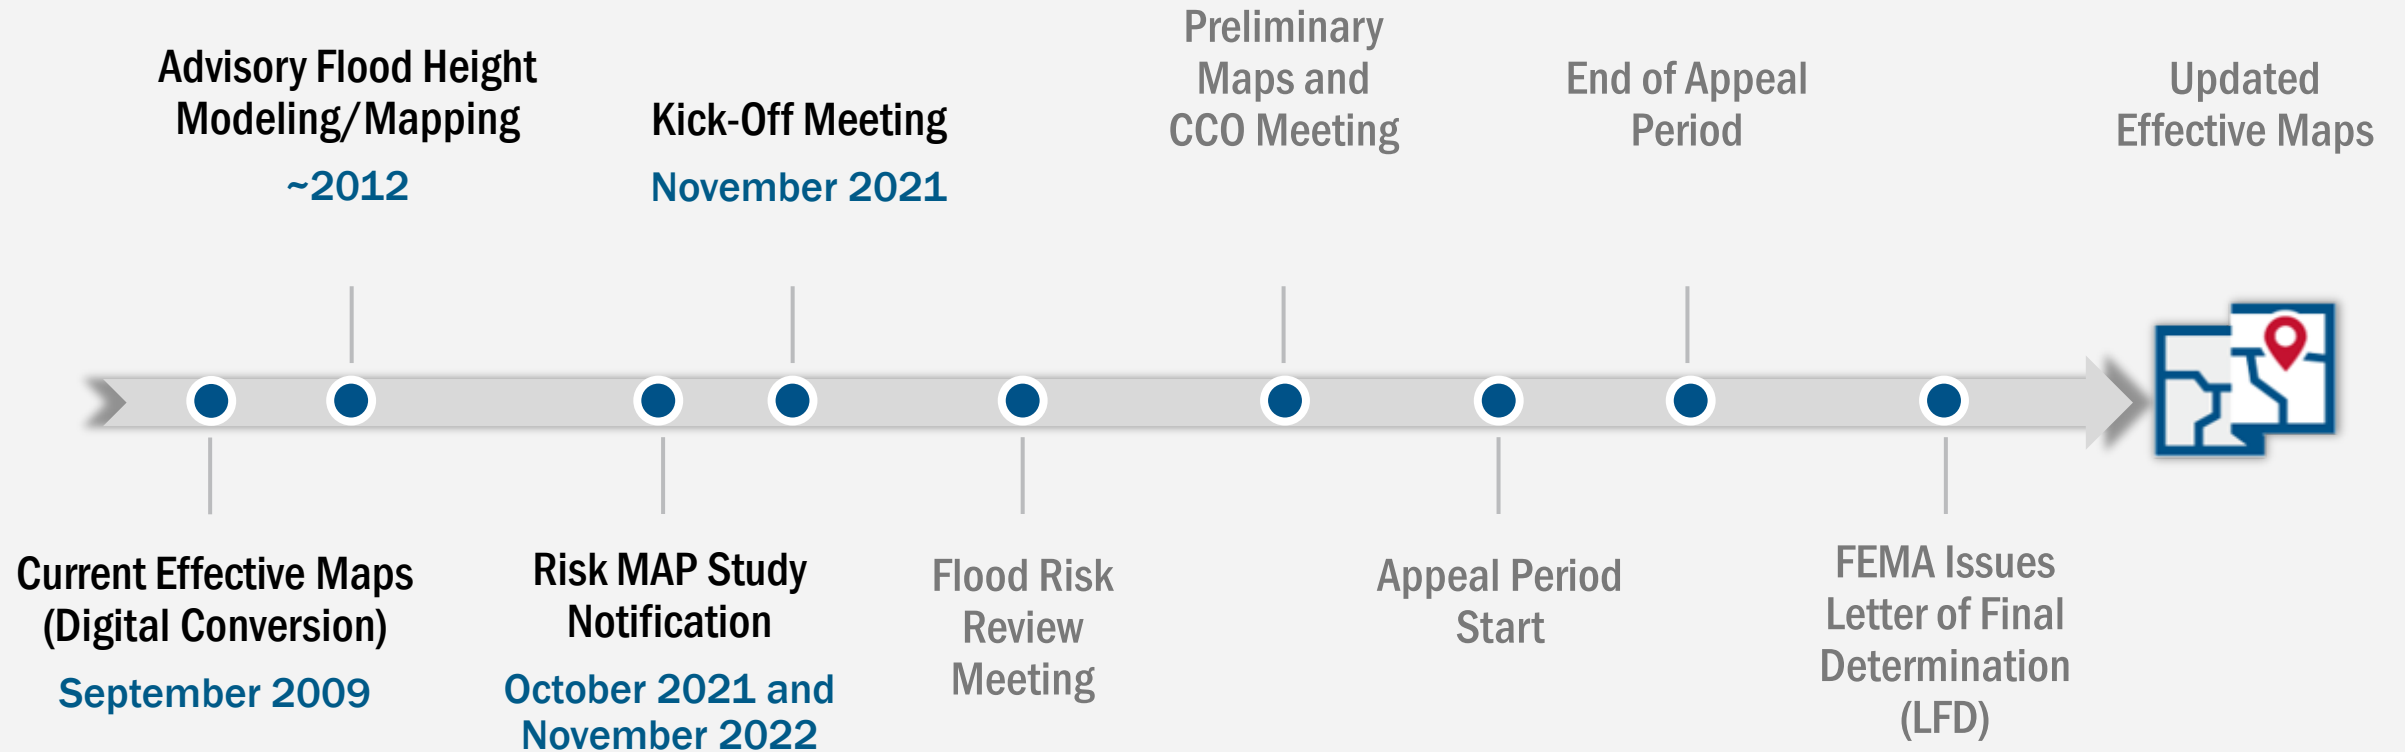 Advisory Flood Height
Modeling/Mapping
~2012
Kick-Off Meeting
November 2021
Preliminary
Maps and
CCO Meeting
End of Appeal
Period
Updated
Effective Maps
Current Effective Maps
(Digital Conversion)
September 2009
Risk MAP Study
Notification
October 2021 and
November 2022
Flood Risk
Review
Meeting
Appeal Period
Start
FEMA Issues
Letter of Final
Determination
(LFD)